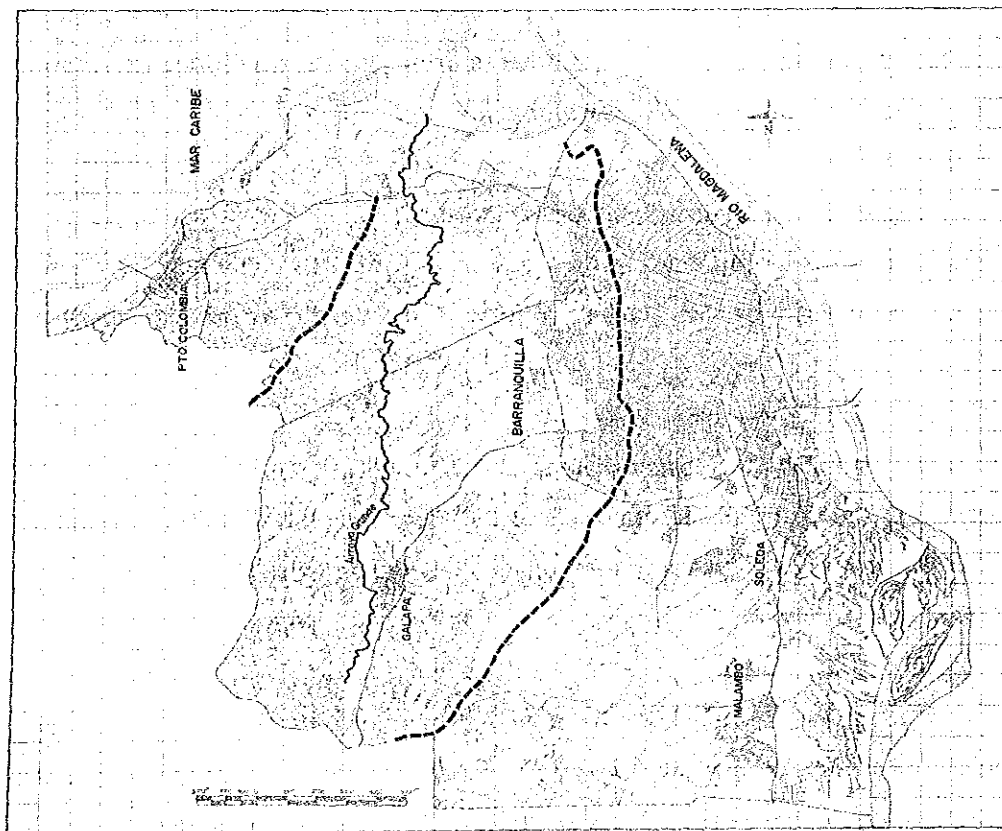 MAR CARIBE
PTO. COLOMBIA
RIO MAGDALENA
BARRANQUILLA
Arroyo Grande
GALAPA
SOLEDA
MALAMBO